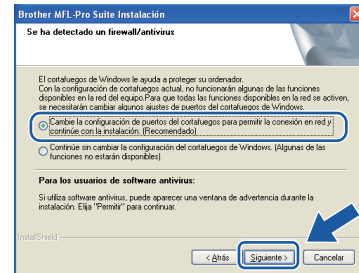 Brother MFL-Pro Suite Instalación
Se ha detectado un firewall/antivirus
El cortafuegos de Windows le ayuda a proteger su ordenador.
Con la configuración de cortafuegos actual, no funcionarán algunas de las funciones
disponibles en la red del equipo.Para que todas las funciones disponibles en la red se activen,
se necesitarán cambiar algunos ajustes de puertos del cortafuegos de Windows.
Cambie la configuración de puertos del cortafuegos para permitir la conexión en red y
continúe con la instalación. (Recomendado)
Continúe sin cambiar la configuración del cortafuegos de Windows. (Algunas de las
funciones no estarán disponibles)
Para los usuarios de software antivirus:
Si utiliza software antivirus, puede aparecer una ventana de advertencia durante la
instalación. Elija "Permitir" para continuar.
InstallShield
< Atrás Siguiente > Cancelar